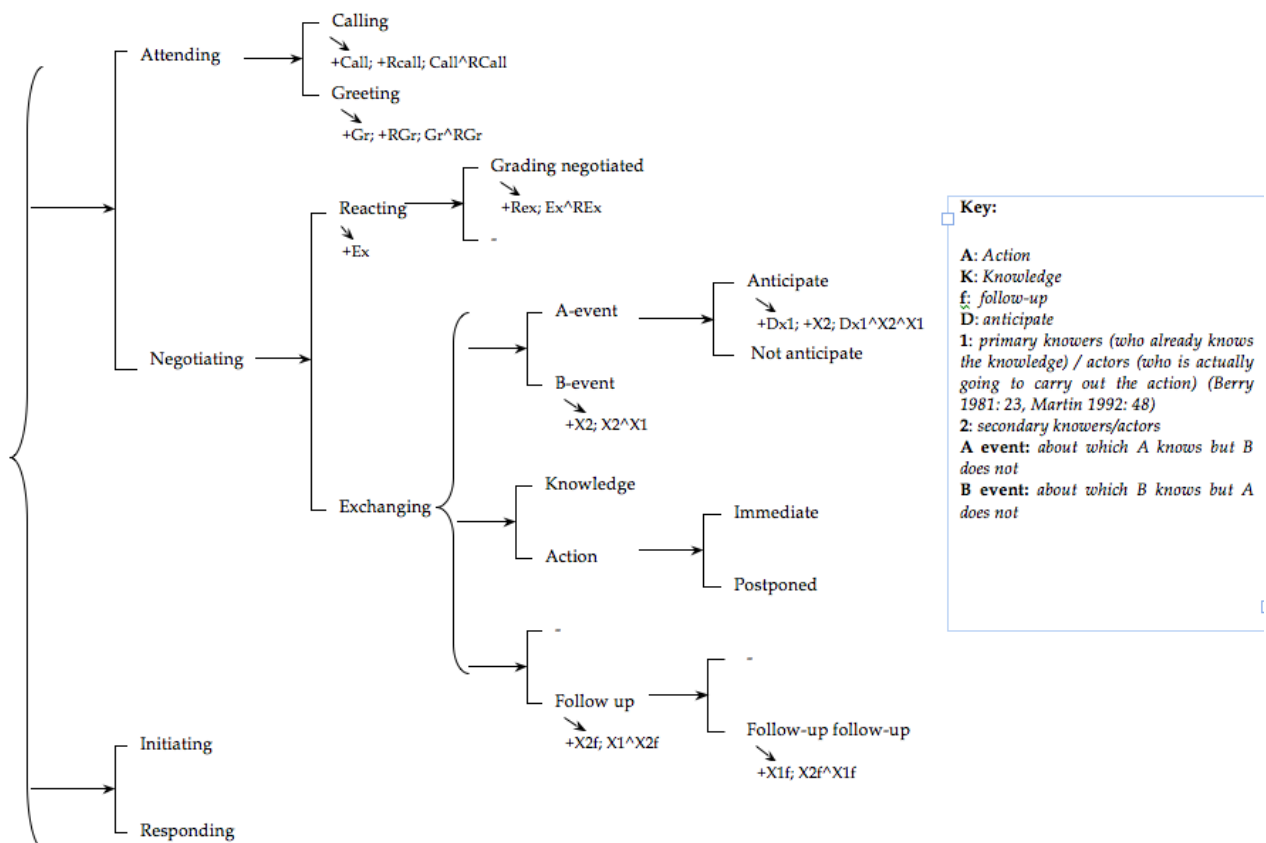 Calling
Attending
+Call; +Rcall; Call^RCall
Greeting
+Gr; +RGr; Gr^RGr
Grading negotiated
+Rex; Ex^REx
Reacting
+Ex
-
Anticipate
+Dx1; +X2; Dx1^X2^X1
A-event
Not anticipate
Negotiating
B-event
+X2; X2^X1
Knowledge
Exchanging
Immediate
Action
Postponed
-
-
Follow up
+X2f; X1^X2f
Follow-up follow-up
+X1f; X2f^X1f
Initiating
Responding
Key:
A: Action
K: Knowledge
f: follow-up
D: anticipate
1: primary knowers (who already knows
the knowledge) / actors (who is actually
going to carry out the action) (Berry
1981: 23, Martin 1992: 48)
2: secondary knowers/actors
A event: about which A knows but B
does not
B event: about which B knows but A
does not